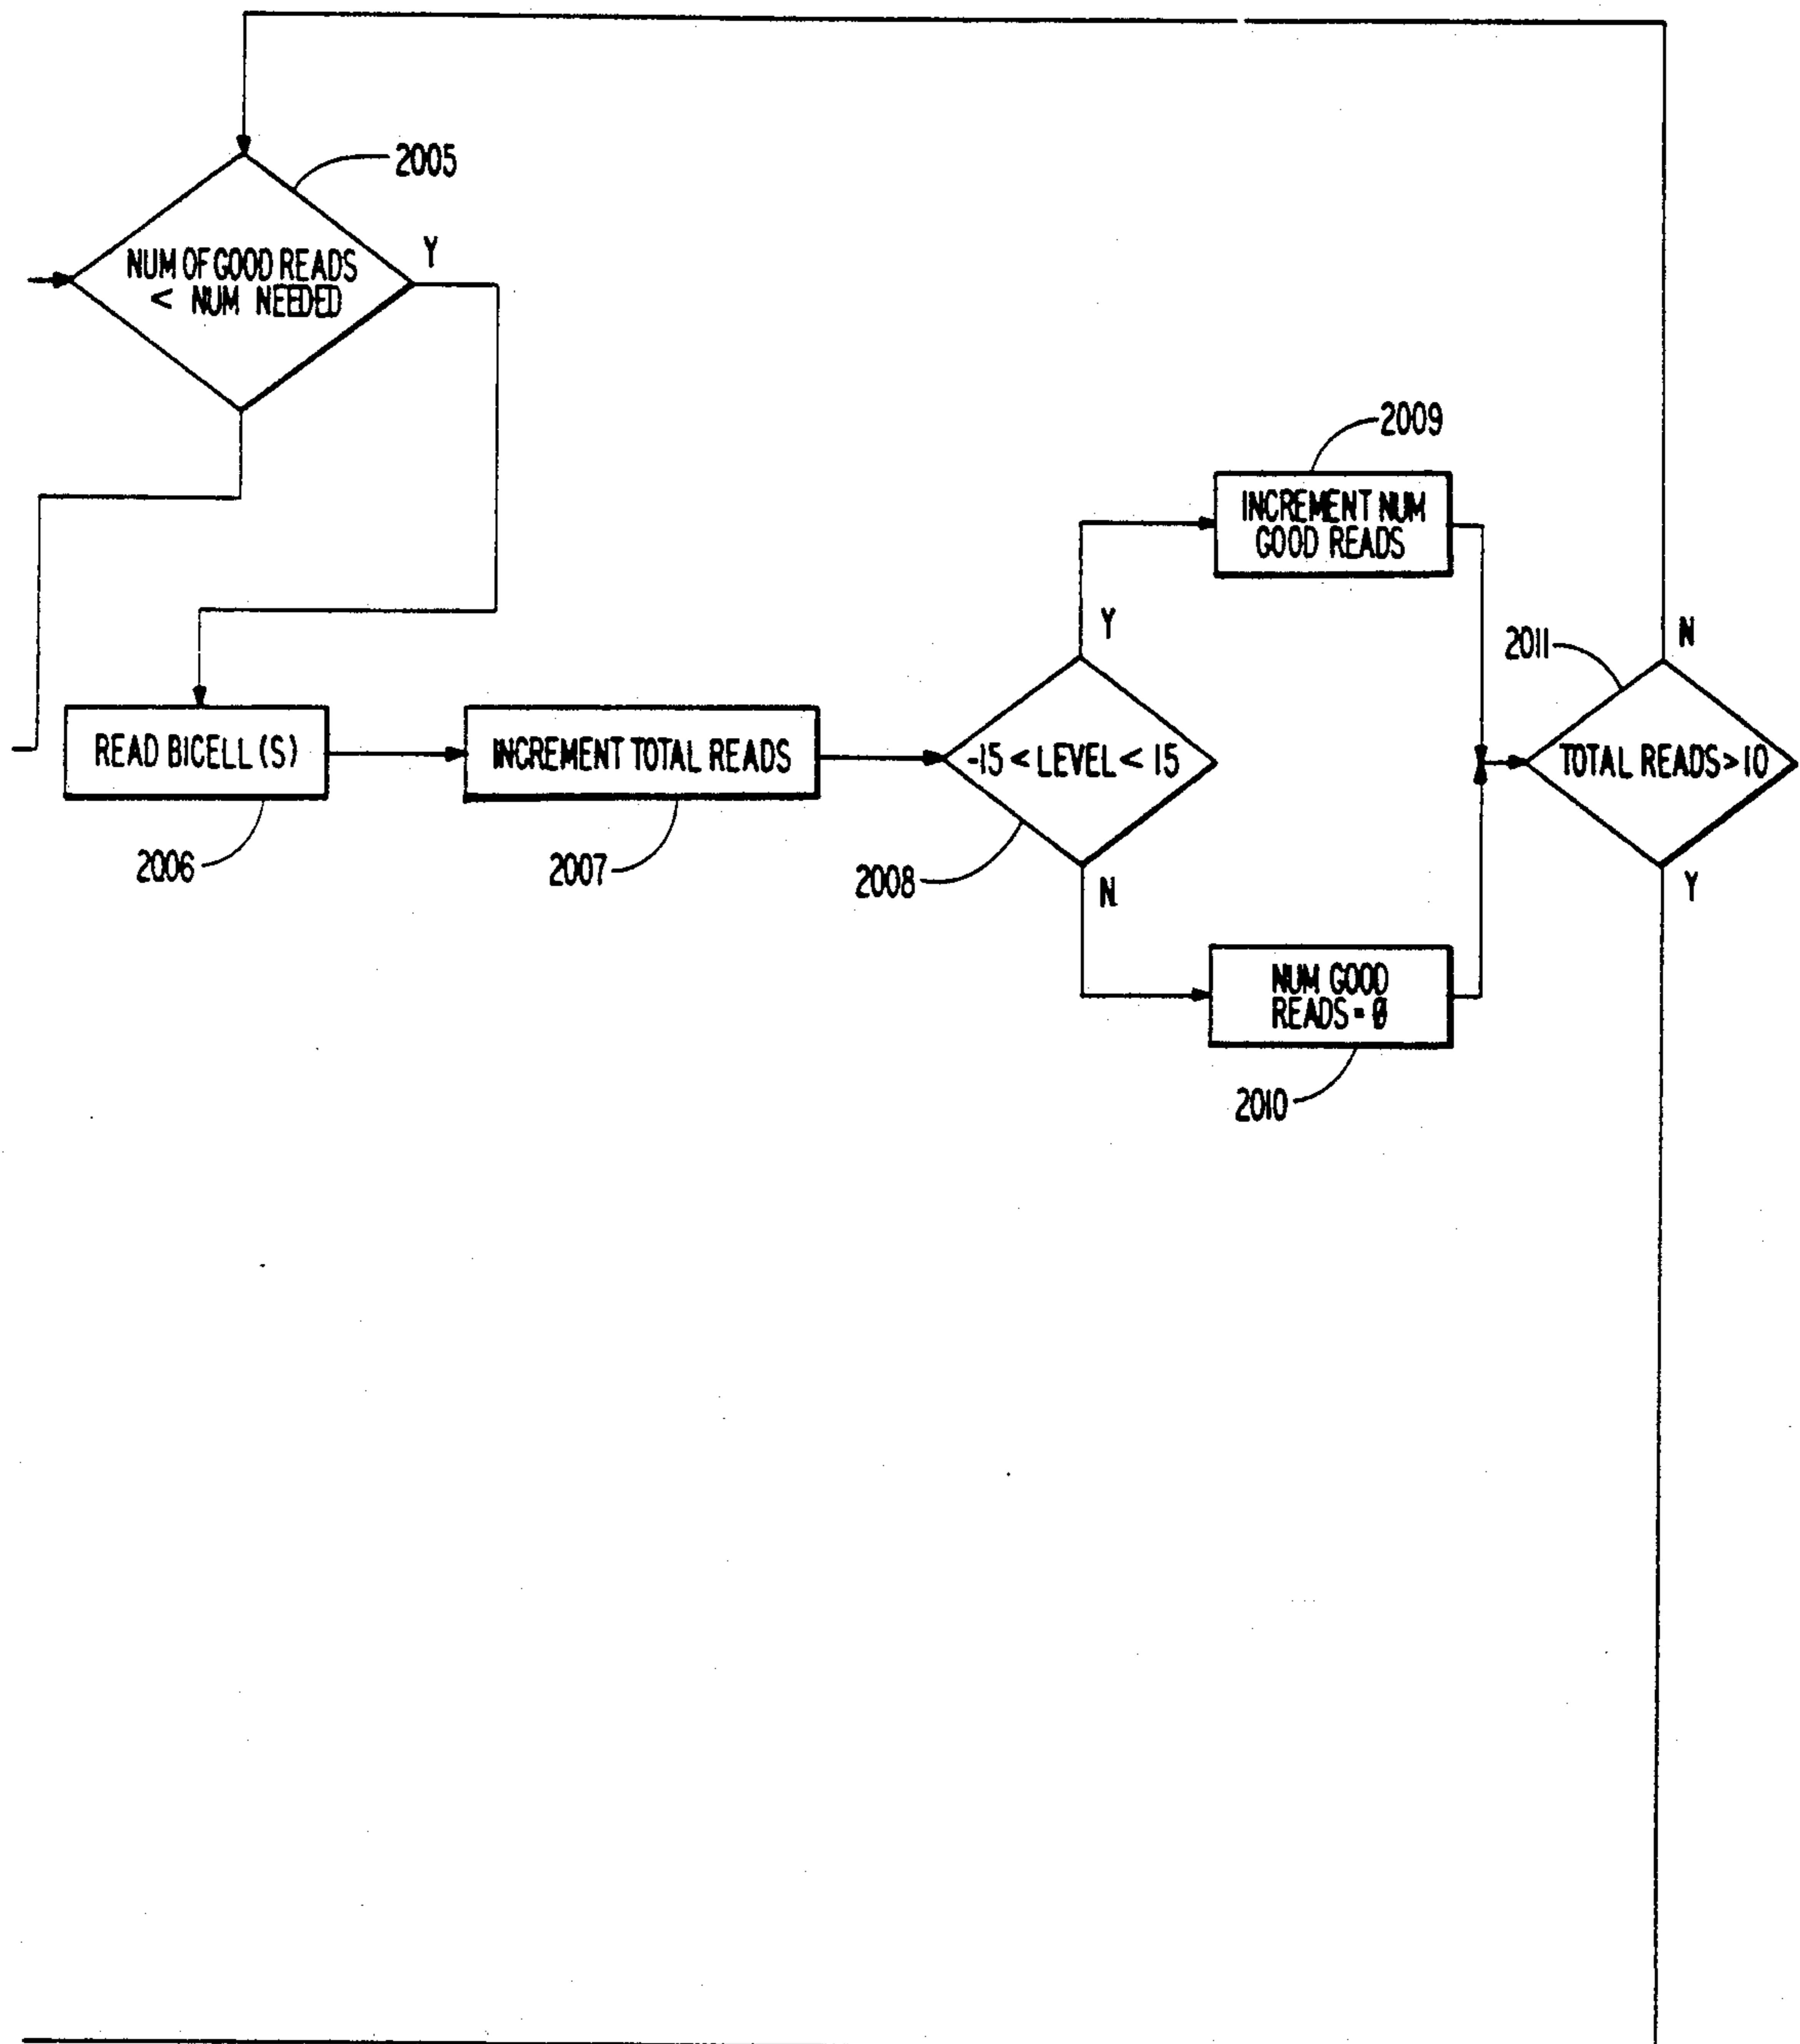 2005
NUM OF GOOD READS
< NUM NEEDED
Y
2009
INCREMENT NUM
GOOD READS
Y
2011
N
READ BICELL (S)
INCREMENT TOTAL READS
-15 < LEVEL < 15
TOTAL READS > 10
2006
2007
2008
N
Y
NUM GOOD
READS = Ø
2010